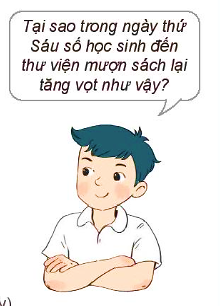 Tại sao trong ngày thứ
Sáu số học sinh đến
thư viện mượn sách lại
tăng vọt như vậy?